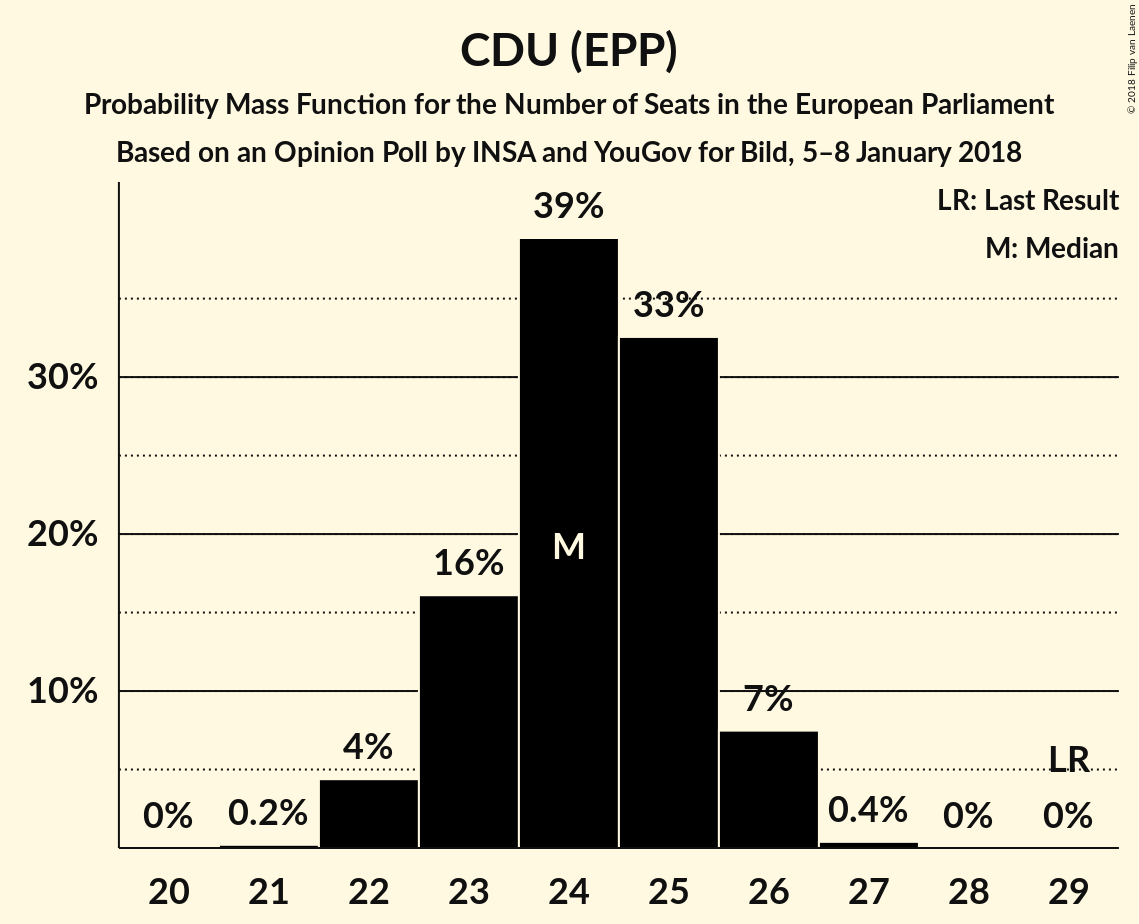 CDU (EPP)
Probability Mass Function for the Number of Seats in the European Parliament
Based on an Opinion Poll by INSA and YouGov for Bild, 5–8 January 2018
© 2018 Filip van Laenen
LR: Last Result
M: Median
39%
33%
30%
20%
16%
M
10%
7%
4%
LR
0%
0.2%
0.4%
0%
0%
20 21 22 23 24 25 26 27 28 29